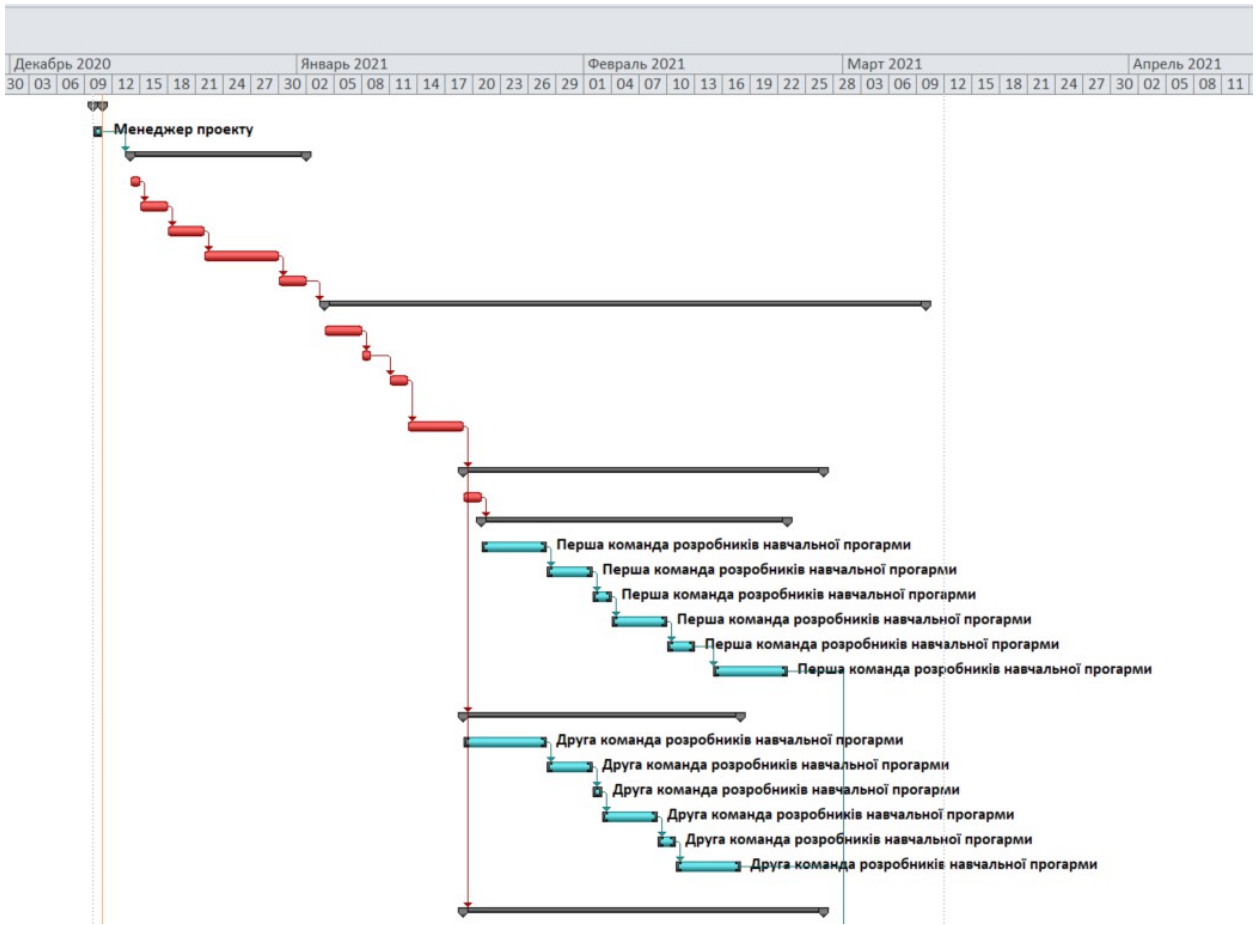 Декабрь 2020 Январь 2021 Февраль 2021 Март 2021 Апрель 2021
30 03 06 09 12 15 18 21 24 27 30 02 05 08 11 14 17 20 23 26 29 01 04 07 10 13 16 19 22 25 28 03 06 09 12 15 18 21 24 27 30 02 05 08 11
Менеджер проекту
Перша команда розробників навчальної прогарми
Перша команда розробників навчальної прогарми
Перша команда розробників навчальної прогарми
Перша команда розробників навчальної прогарми
Перша команда розробників навчальної прогарми
Перша команда розробників навчальної прогарми
Друга команда розробників навчальної прогарми
Друга команда розробників навчальної прогарми
Друга команда розробників навчальної прогарми
Друга команда розробників навчальної прогарми
Друга команда розробників навчальної прогарми
Друга команда розробників навчальної прогарми